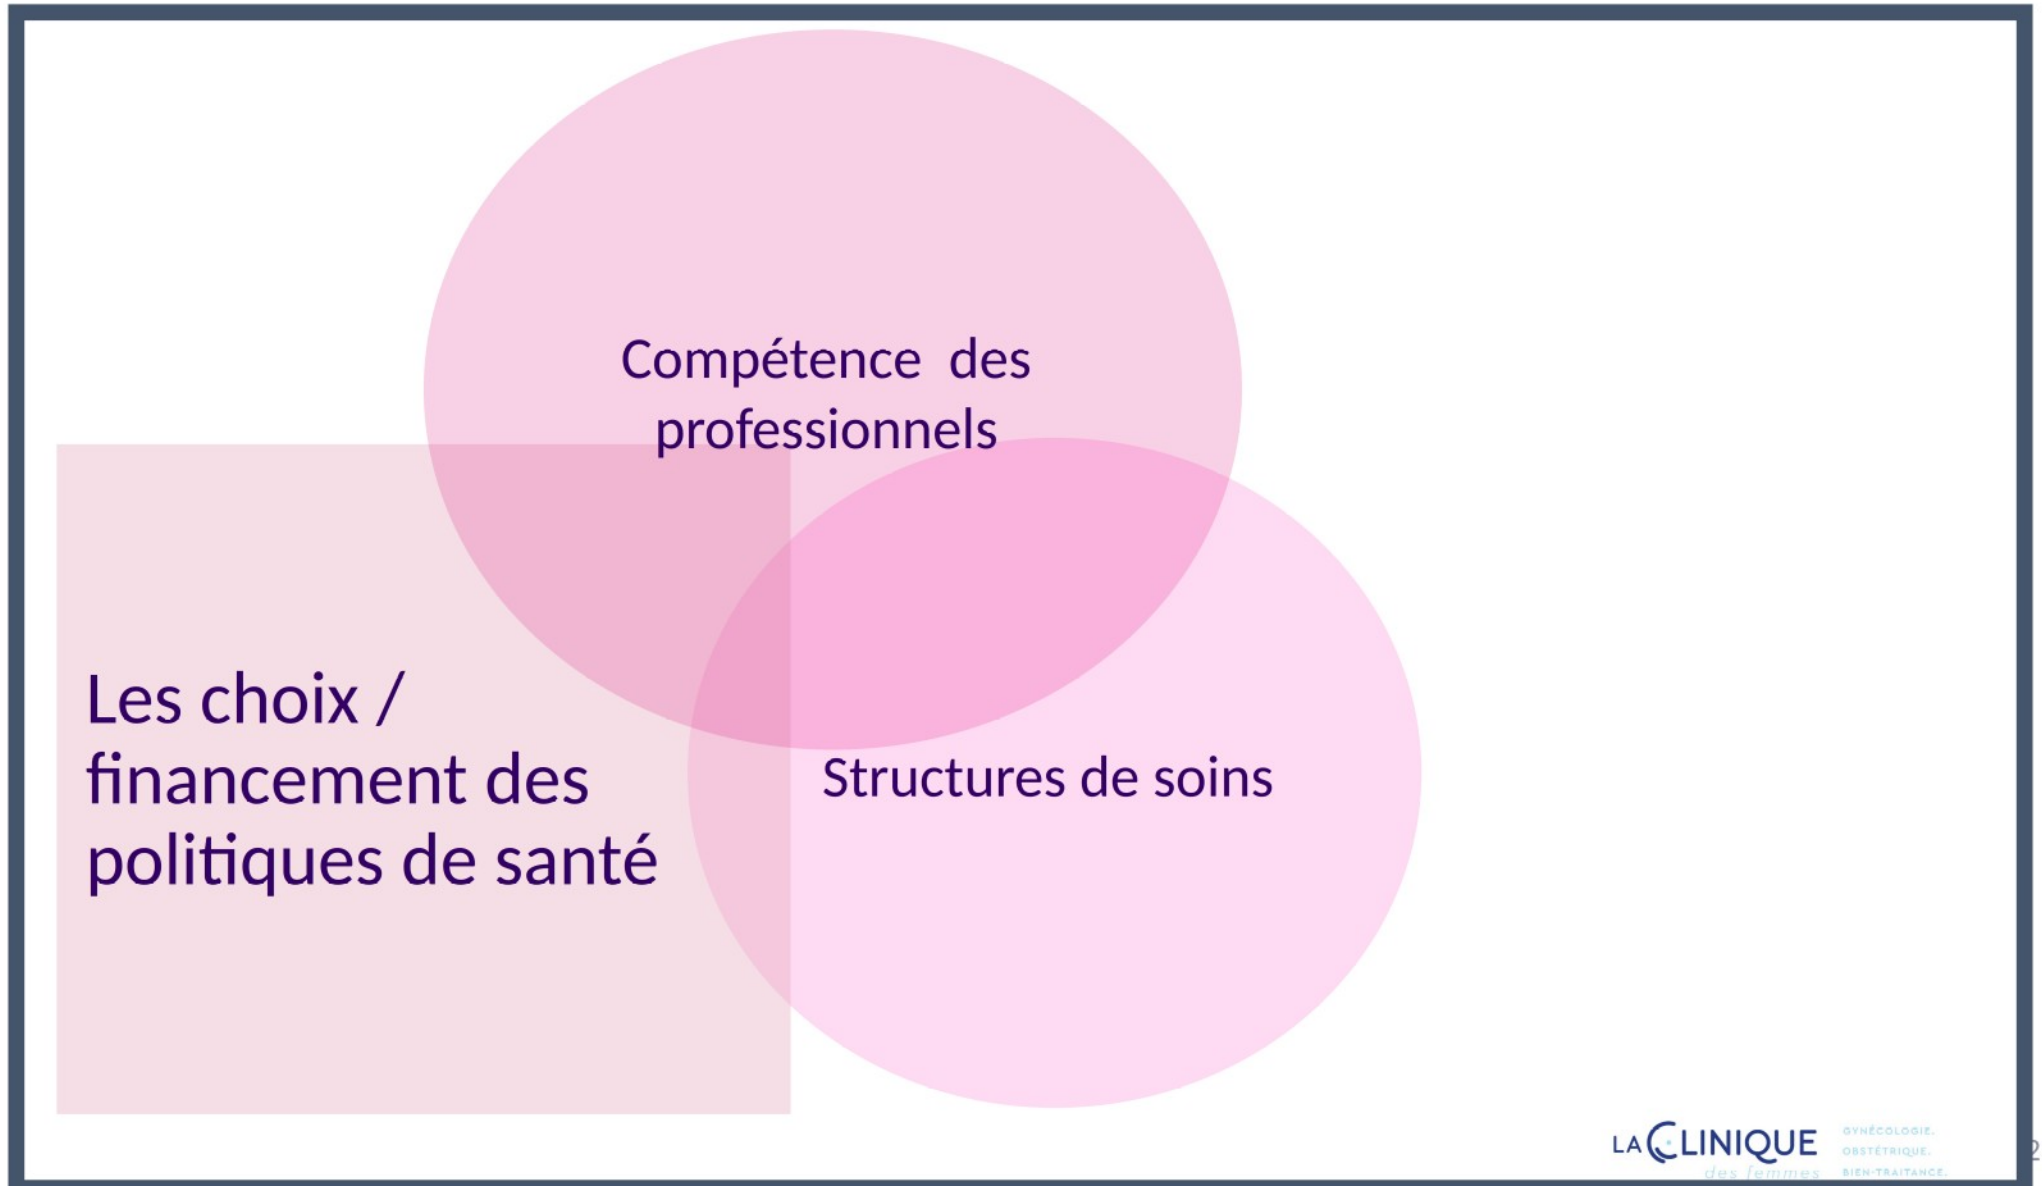 Compétence des
professionnels
Les choix /
financement des
politiques de santé
Structures de soins
LA CLINIQUE
des femmes
GYNÉCOLOGIE.
OBSTÉTRIQUE.
BIEN-TRAITANCE.
2